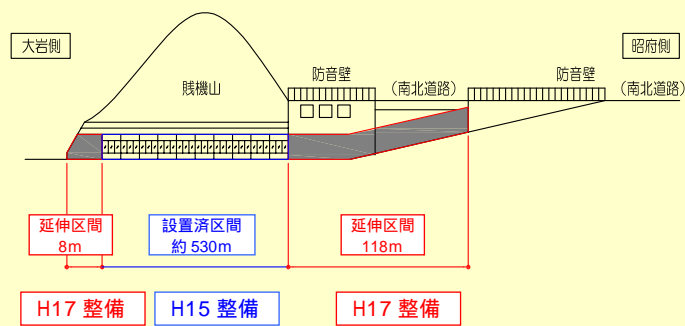 大岩側
昭府側
賎機山
防音壁
(南北道路)
防音壁
(南北道路)
延伸区間
8m
設置済区間
約 530m
延伸区間
118m
H17 整備
H15 整備
H17 整備